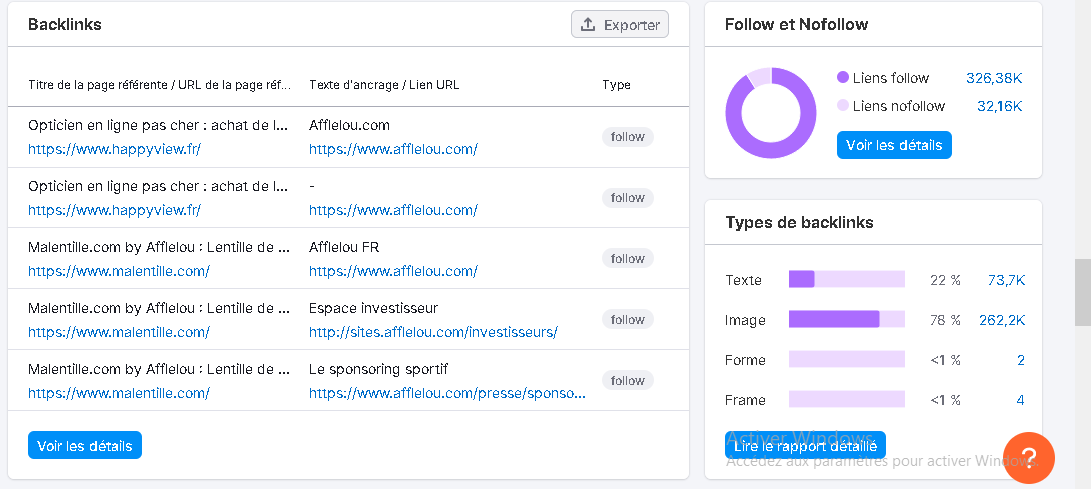 Backlinks
Exporter
Titre de la page référente / URL de la page réf...
Texte d'ancrage / Lien URL
Type
Opticien en ligne pas cher : achat de l...
Afflelou.com
https://www.happyview.fr/
https://www.afflelou.com/
follow
Opticien en ligne pas cher : achat de l...
-
https://www.happyview.fr/
https://www.afflelou.com/
follow
Malentille.com by Afflelou : Lentille de ...
Afflelou FR
https://www.malentille.com/
https://www.afflelou.com/
follow
Malentille.com by Afflelou : Lentille de ...
Espace investisseur
https://www.malentille.com/
http://sites.afflelou.com/investisseurs/
follow
Malentille.com by Afflelou : Lentille de ...
Le sponsoring sportif
https://www.malentille.com/
https://www.afflelou.com/presse/sponso...
follow
Voir les détails
Follow et Nofollow
Liens follow 326,38K
Liens nofollow 32,16K
Voir les détails
Types de backlinks
Texte 22 % 73,7K
Image 78 % 262,2K
Forme <1 % 2
Frame <1 % 4
Lire le rapport détaillé
Activer Windows
Accédez aux paramètres pour activer Windows.
?